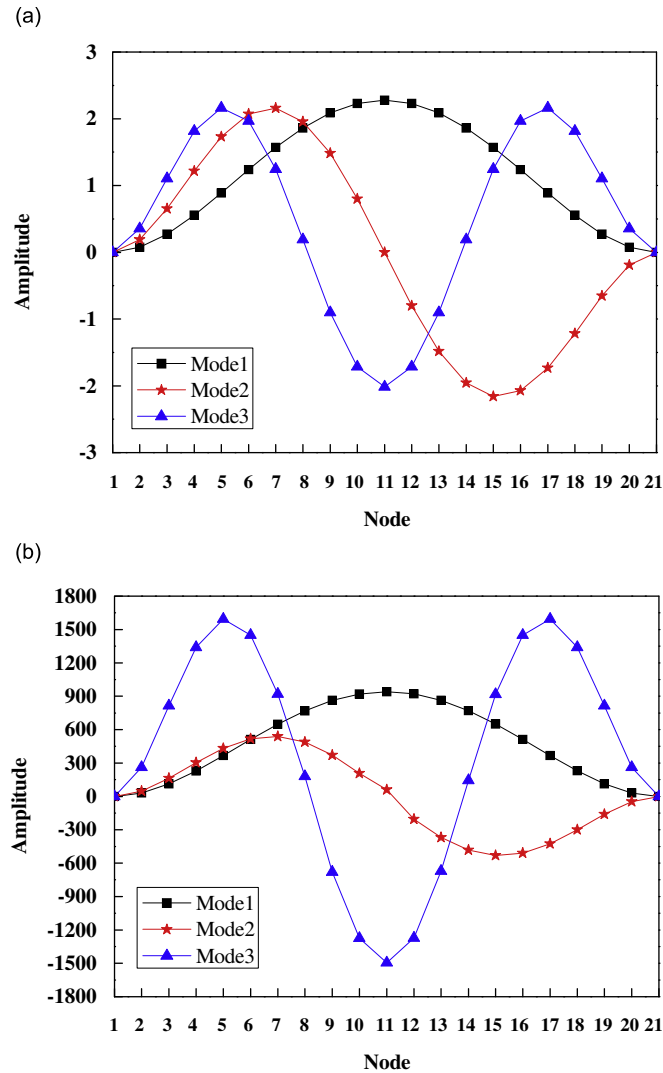 (a)
3
2
1
0
-1
-2
-3
Amplitude
Mode1
Mode2
Mode3
1 2 3 4 5 6 7 8 9 10 11 12 13 14 15 16 17 18 19 20 21
Node
(b)
1800
1500
1200
900
600
300
0
-300
-600
-900
-1200
-1500
-1800
Amplitude
Mode1
Mode2
Mode3
1 2 3 4 5 6 7 8 9 10 11 12 13 14 15 16 17 18 19 20 21
Node